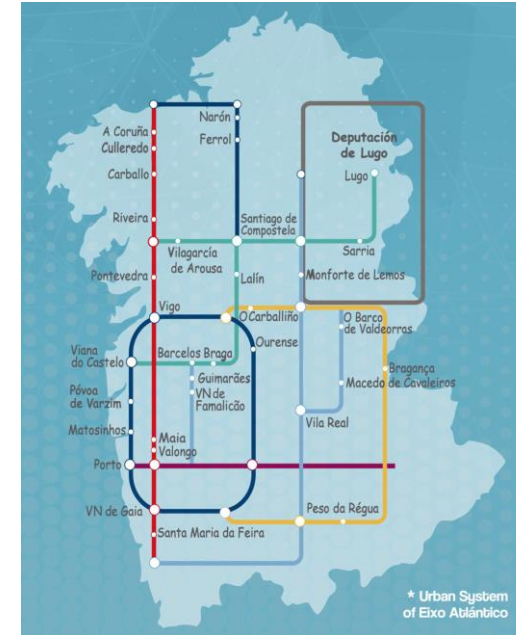 Narón
A Coruña
Ferrol
Culleredo
Deputación
de Lugo
Carballo
Lugo
Riveira
Santiago de
Compostela
Vilagarcía
de Arousa
Sarria
Pontevedra
Lalín
Monforte de Lemos
Vigo
O Carballiño
O Barco
de Valdeorras
Ourense
Viana
do Castelo
Barcelos Braga
Bragança
Guimarães
Macedo de Cavaleiros
Póvoa
de Varzim
VN de
Famalicão
Vila Real
Matosinhos
Maia
Valongo
Porto
VN de Gaia
Peso da Régua
Santa Maria da Feira
* Urban System
of Eixo Atlántico